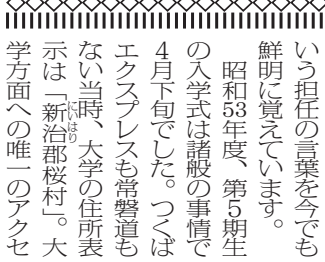 いう担任の言葉を今でも
鮮明に覚えています。
　昭和53年度、第5期生
の入学式は諸般の事情で
4月下旬でした。つくば
エクスプレスも常磐道も
ない当時、大学の住所表
示は「新治郡桜村」。大
にいはり
学方面への唯一のアクセ